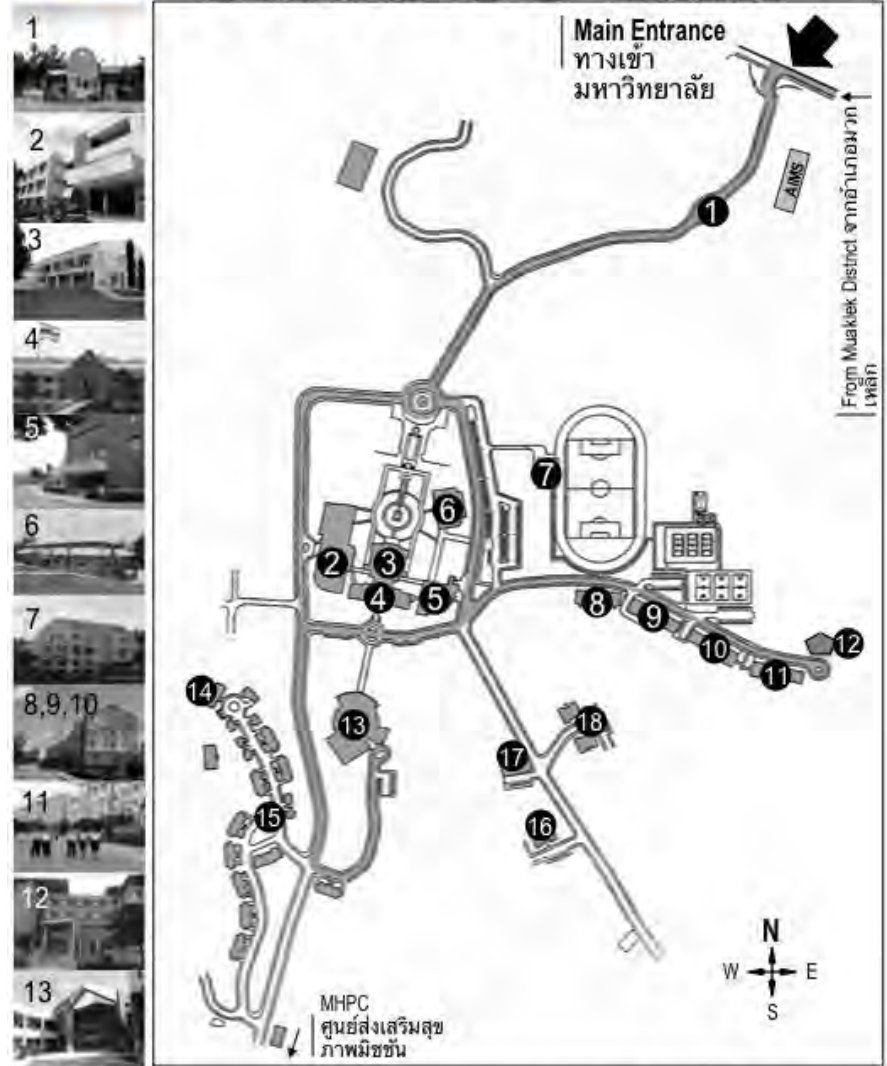 1
2
3
4
5
6
7
8,9,10
11
12
13
Main Entrance
ทางเข้า
มหาวิทยาลัย
From Muaklek District จากอำเภอมวก
เหล็ก
AIMS
1
7
6
2
3
4
5
8
9
10
11
12
14
13
18
17
15
16
N
W E
S
MHPC
ศูนย์ส่งเสริมสุข
ภาพมิชชัน